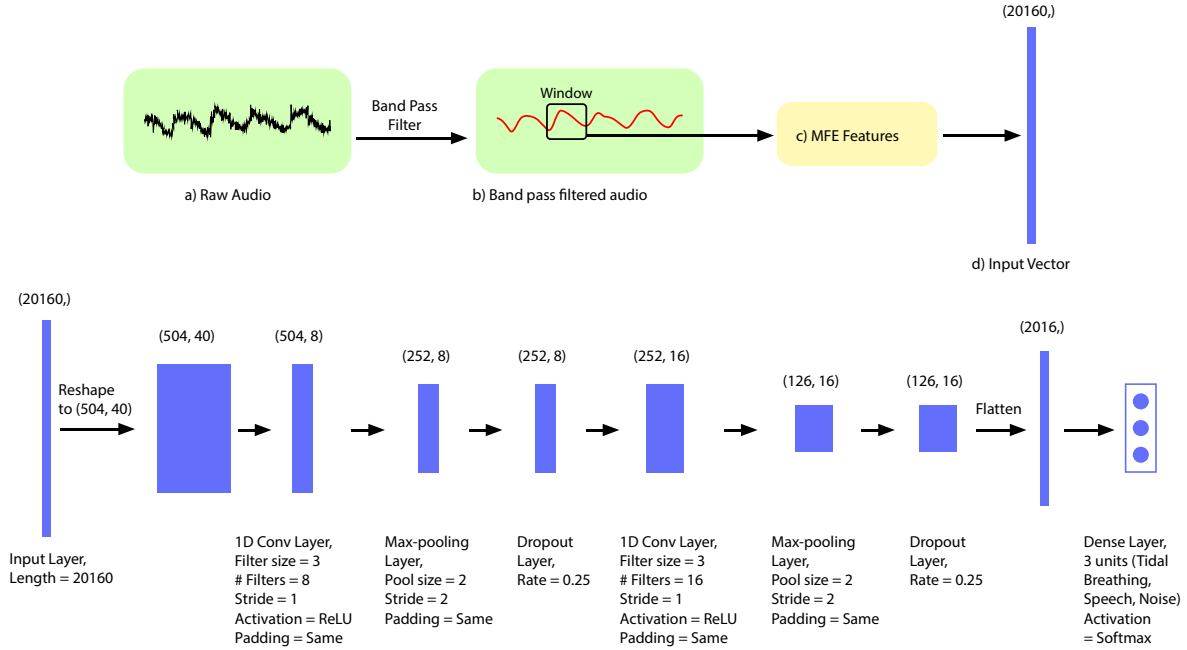 (20160,)
Band Pass
Filter
Window
c) MFE Features
a) Raw Audio
b) Band pass filtered audio
d) Input Vector
(20160,)
Reshape
to (504, 40)
(504, 40)
(504, 8)
(252, 8)
(252, 8)
(252, 16)
(126, 16)
(126, 16)
Flatten
(2016,)
Input Layer,
Length = 20160
1D Conv Layer,
Filter size = 3
# Filters = 8
Stride = 1
Activation = ReLU
Padding = Same
Max-pooling
Layer,
Pool size = 2
Stride = 2
Padding = Same
Dropout
Layer,
Rate = 0.25
1D Conv Layer,
Filter size = 3
# Filters = 16
Stride = 1
Activation = ReLU
Padding = Same
Max-pooling
Layer,
Pool size = 2
Stride = 2
Padding = Same
Dropout
Layer,
Rate = 0.25
Dense Layer,
3 units (Tidal
Breathing,
Speech, Noise)
Activation
= Softmax